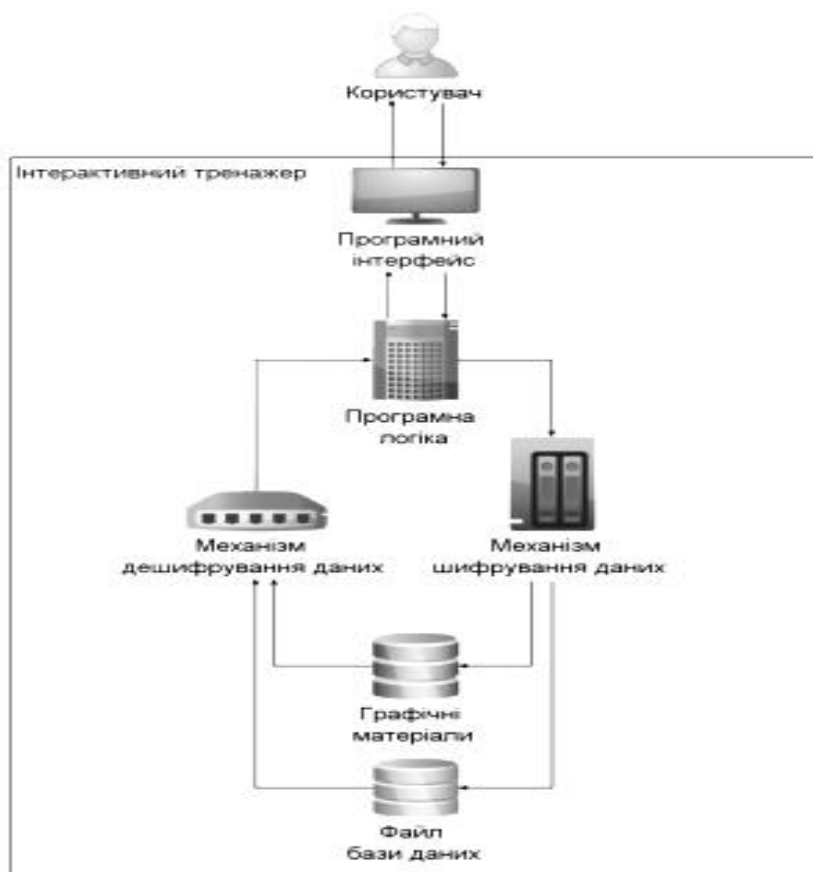 Користувач
Інтерактивний тренажер
Програмний
інтерфейс
Програмна
логіка
Механізм
дешифрування даних
Механізм
шифрування даних
Графічні
матеріали
Файл
бази даних